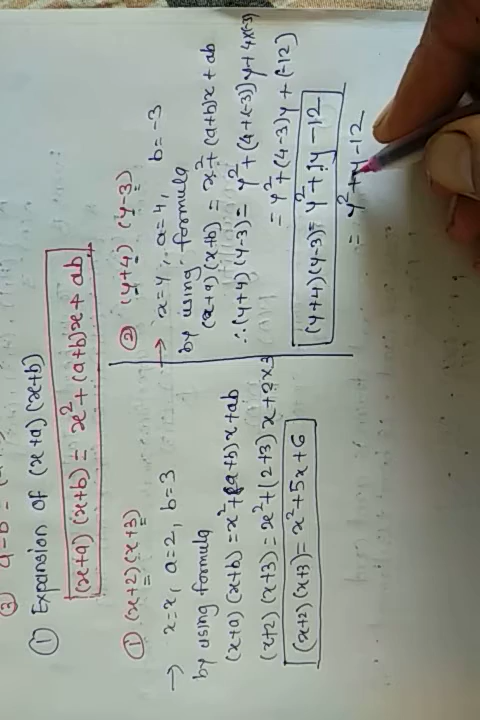 ① Expansion of (x+a) (x+b)
(x+a) (x+b) = x² + (a+b)x + ab
① (x+2) (x+3)
→ x=x, a=2, b=3
by using formula
(x+a) (x+b) = x² + (a+b)x + ab
(x+2) (x+3) = x² + (2+3) x + 2×3
(x+2) (x+3) = x² + 5x + 6
② (y+4) (y-3)
→ x=y, a=4, b=-3
by using formula
(x+a) (x+b) = x² + (a+b)x + ab
∴ (y+4) (y-3) = y² + (4+(-3)) y + 4×(-3)
= y² + (4-3)y + (-12)
(y+4) (y-3) = y² + 1y - 12
= y² + y - 12